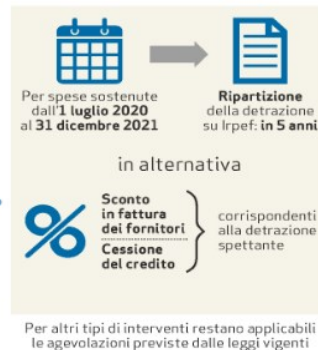 Per spese sostenute
dall'1 luglio 2020
al 31 dicembre 2021
Ripartizione
della detrazione
su Irpef: in 5 anni
in alternativa
%
Sconto
in fattura
dei fornitori
Cessione
del credito
corrispondenti
alla detrazione
spettante
Per altri tipi di interventi restano applicabili
le agevolazioni previste dalle leggi vigenti